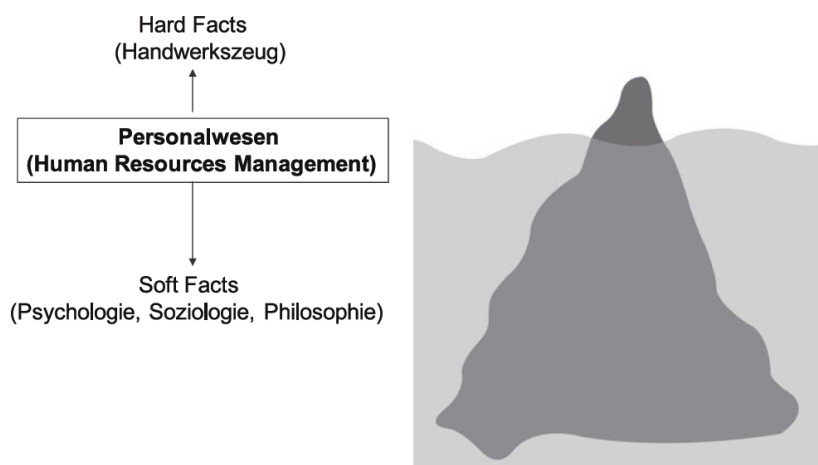 Hard Facts
(Handwerkszeug)
Personalwesen
(Human Resources Management)
Soft Facts
(Psychologie, Soziologie, Philosophie)